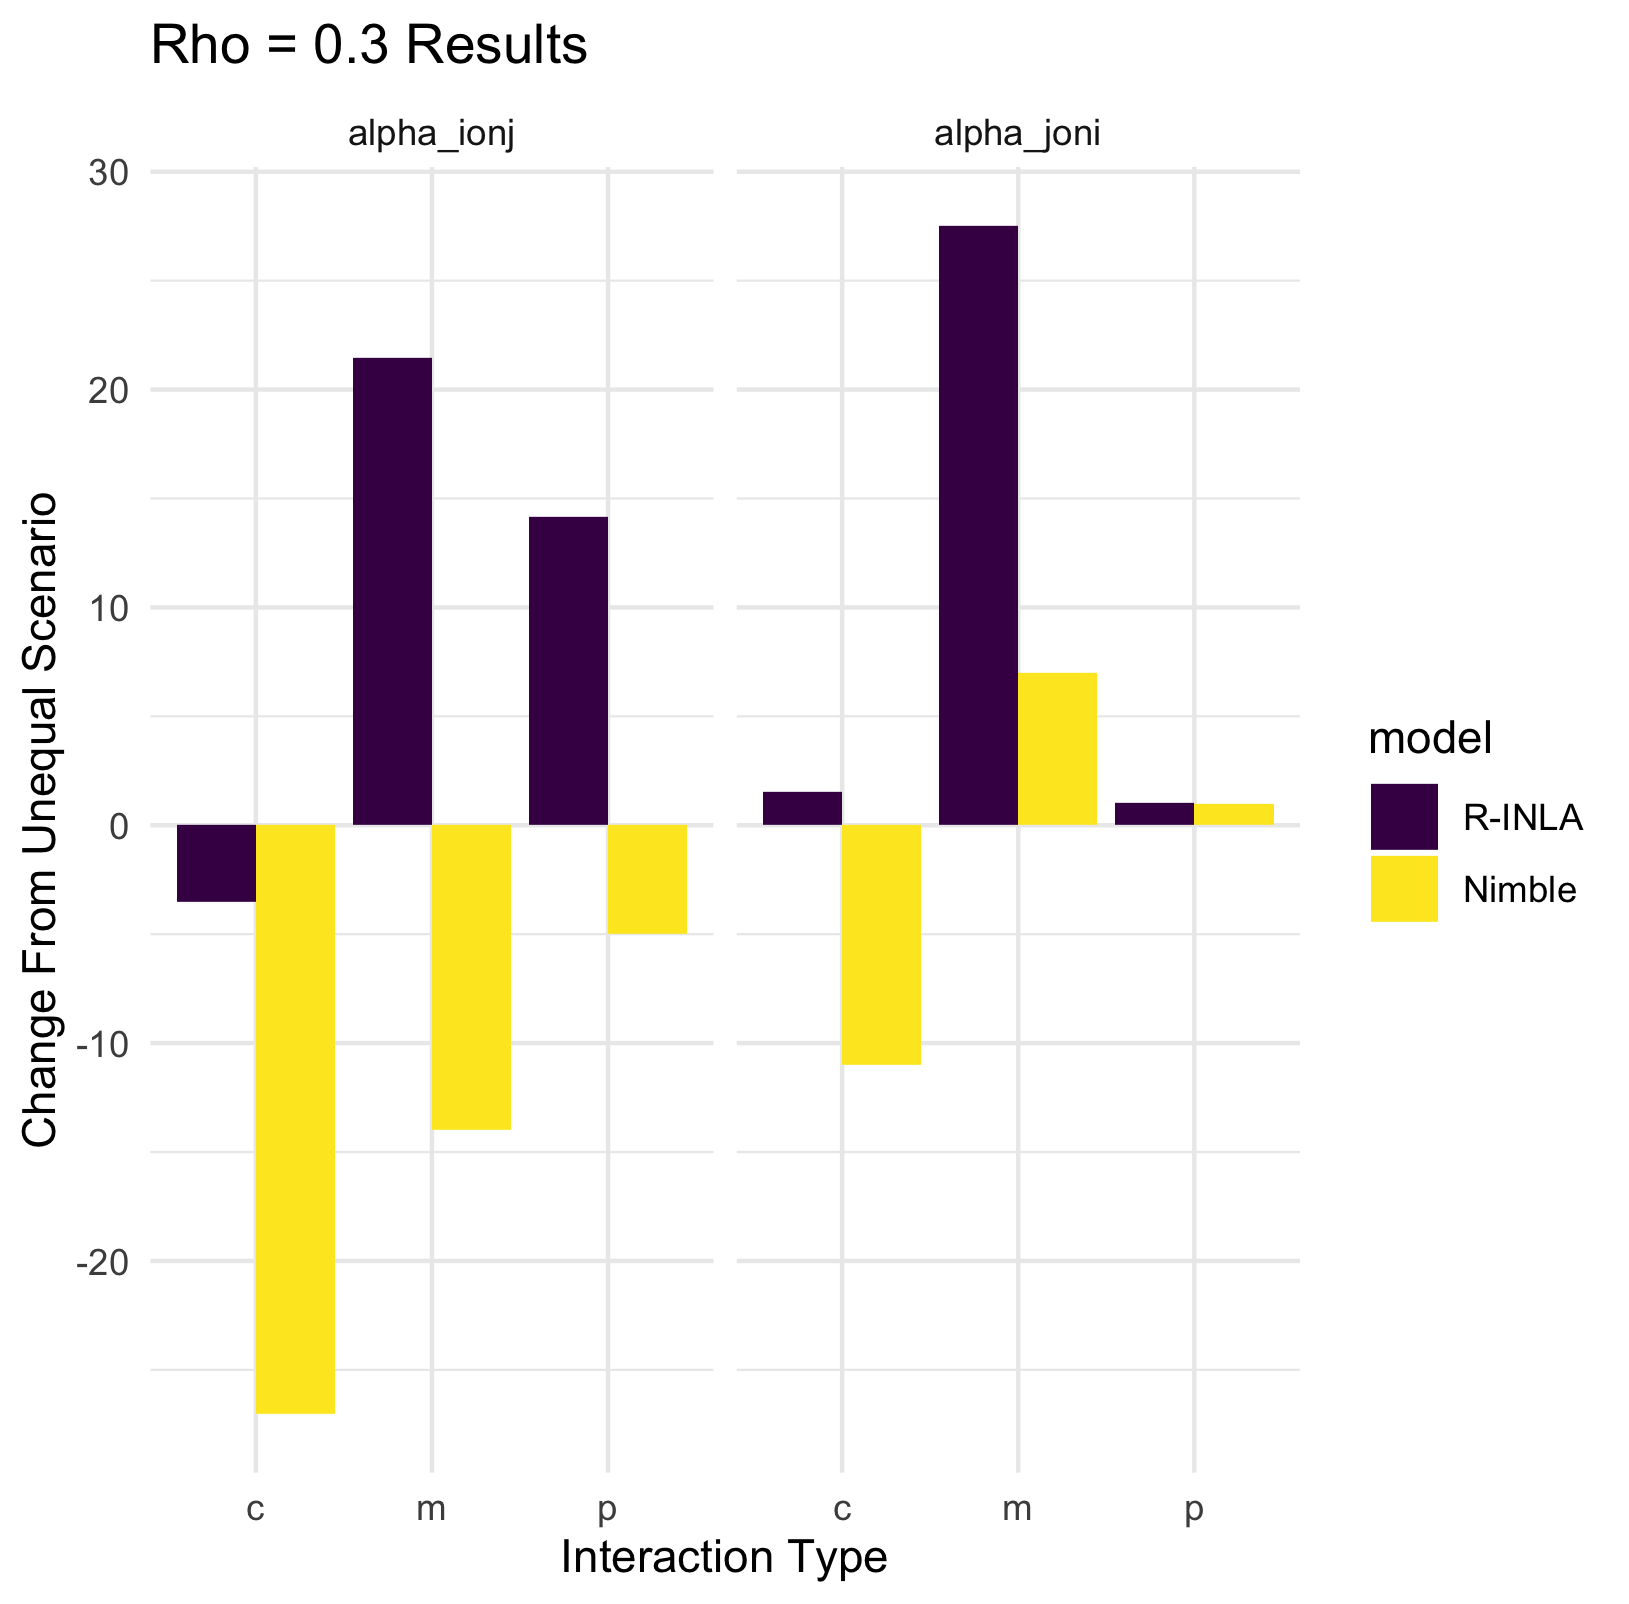 Rho = 0.3 Results
alpha_ionj
alpha_joni
30
20
10
0
-10
-20
Change From Unequal Scenario
c
m
p
c
m
p
Interaction Type
model
R-INLA
Nimble